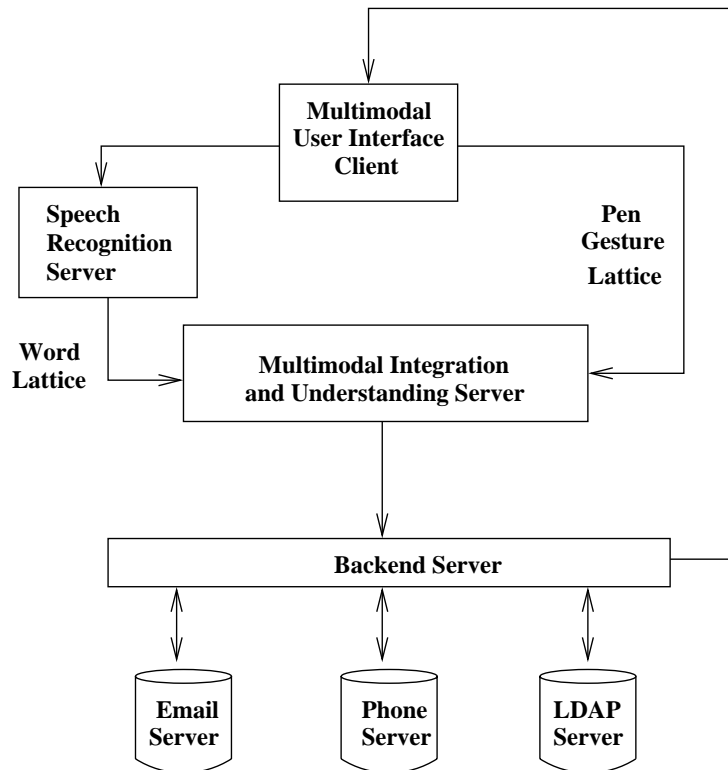 Multimodal
User Interface
Client
Speech
Recognition
Server
Pen
Gesture
Lattice
Word
Lattice
Multimodal Integration
and Understanding Server
Backend Server
Email
Server
Phone
Server
LDAP
Server